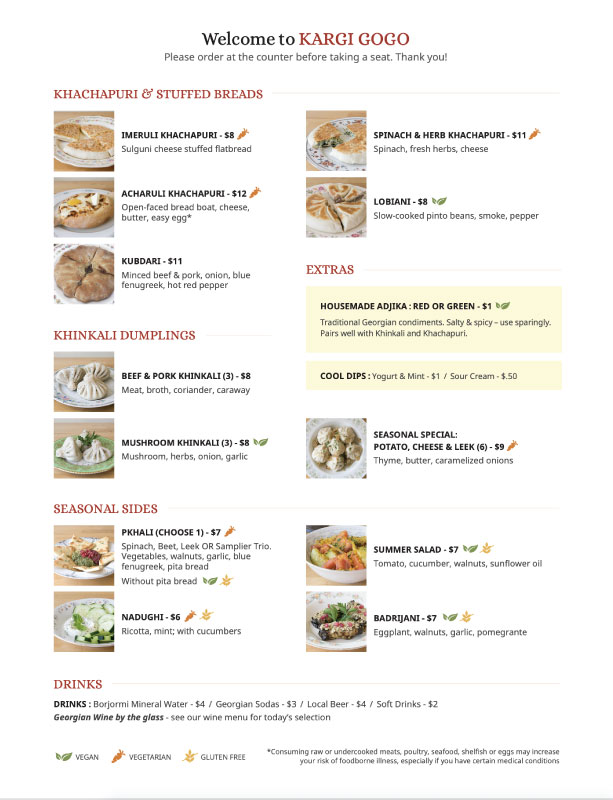 Welcome to KARGI GOGO
Please order at the counter before taking a seat. Thank you!
KHACHAPURI & STUFFED BREADS
IMERULI KHACHAPURI - $8
Sulguni cheese stuffed flatbread
ACHARULI KHACHAPURI - $12
Open-faced bread boat, cheese,
butter, easy egg*
KUBDARI - $11
Minced beef & pork, onion, blue
fenugreek, hot red pepper
SPINACH & HERB KHACHAPURI - $11
Spinach, fresh herbs, cheese
LOBIANI - $8
Slow-cooked pinto beans, smoke, pepper
EXTRAS
HOUSEMADE ADJIKA : RED OR GREEN - $1
Traditional Georgian condiments. Salty & spicy – use sparingly.
Pairs well with Khinkali and Khachapuri.
COOL DIPS : Yogurt & Mint - $1 / Sour Cream - $.50
KHINKALI DUMPLINGS
BEEF & PORK KHINKALI (3) - $8
Meat, broth, coriander, caraway
MUSHROOM KHINKALI (3) - $8
Mushroom, herbs, onion, garlic
SEASONAL SPECIAL:
POTATO, CHEESE & LEEK (6) - $9
Thyme, butter, caramelized onions
SEASONAL SIDES
PKHALI (CHOOSE 1) - $7
Spinach, Beet, Leek OR Samplier Trio.
Vegetables, walnuts, garlic, blue
fenugreek, pita bread
Without pita bread
NADUGHI - $6
Ricotta, mint; with cucumbers
SUMMER SALAD - $7
Tomato, cucumber, walnuts, sunflower oil
BADRIJANI - $7
Eggplant, walnuts, garlic, pomegrante
DRINKS
DRINKS : Borjormi Mineral Water - $4 / Georgian Sodas - $3 / Local Beer - $4 / Soft Drinks - $2
Georgian Wine by the glass - see our wine menu for today's selection
VEGAN
VEGETARIAN
GLUTEN FREE
*Consuming raw or undercooked meats, poultry, seafood, shelfish or eggs may increase
your risk of foodborne illness, especially if you have certain medical conditions